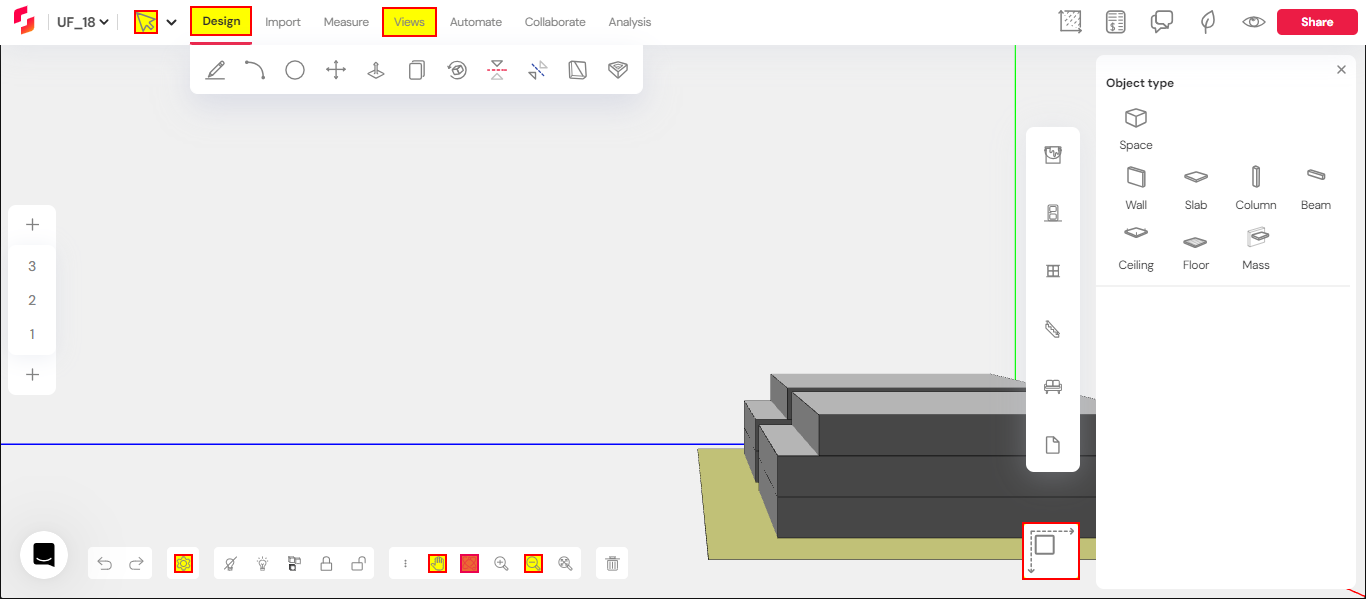 UF_18
Design
Import
Measure
Views
Automate
Collaborate
Analysis
Share
Object type
Space
Wall
Slab
Column
Beam
Ceiling
Floor
Mass
3
2
1